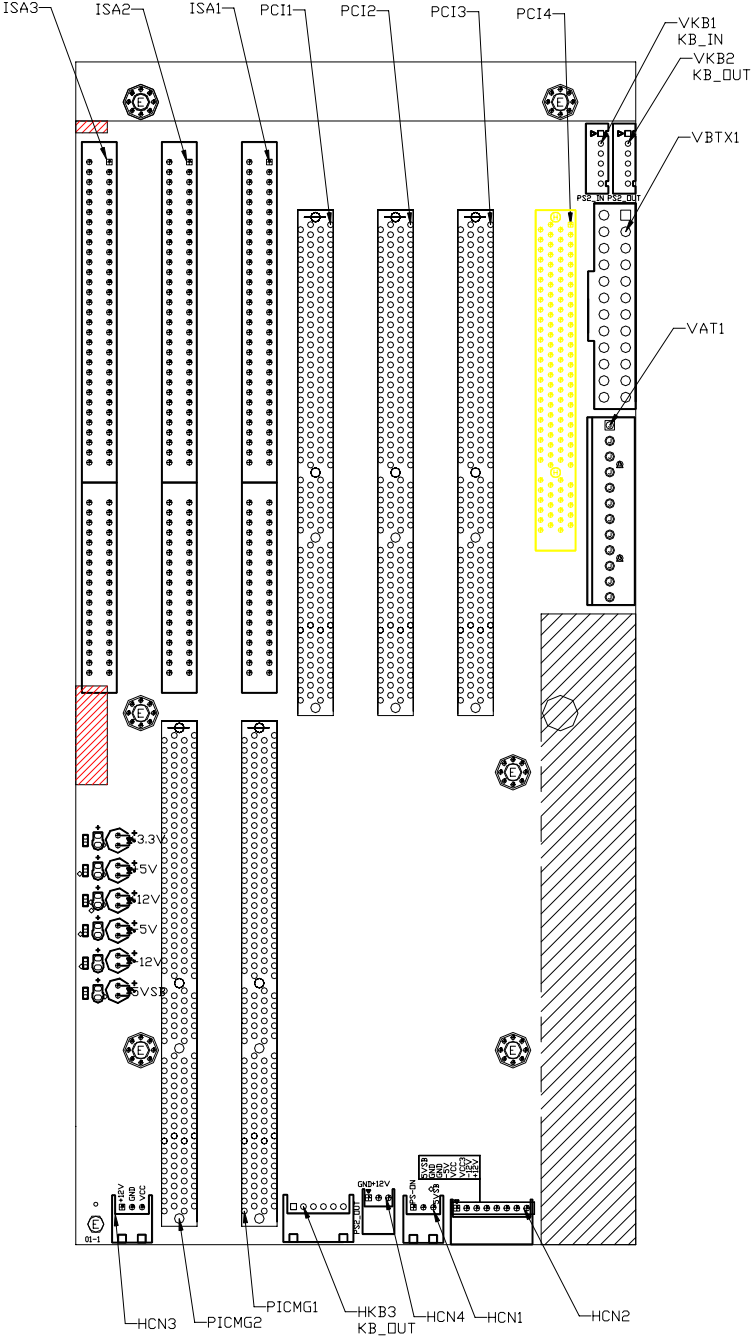 ISA3
ISA2
ISA1
PCI1
PCI2
PCI3
PCI4
VKB1
KB_IN
VKB2
KB_OUT
E
E
VBTX1
PS2_IN PS2_OUT
VAT1
E
E
+3.3V
+5V
+12V
-5V
-12V
5VSB
E
E
5VSB
GND
GND
-5V
VCC
VCC3
-12V
+12V
+12V
GND
VCC
GND+12V
PS2_OUT
PS-ON
5VSB
E
01-1
HCN3
PICMG2
PICMG1
HKB3
KB_OUT
HCN4
HCN1
HCN2